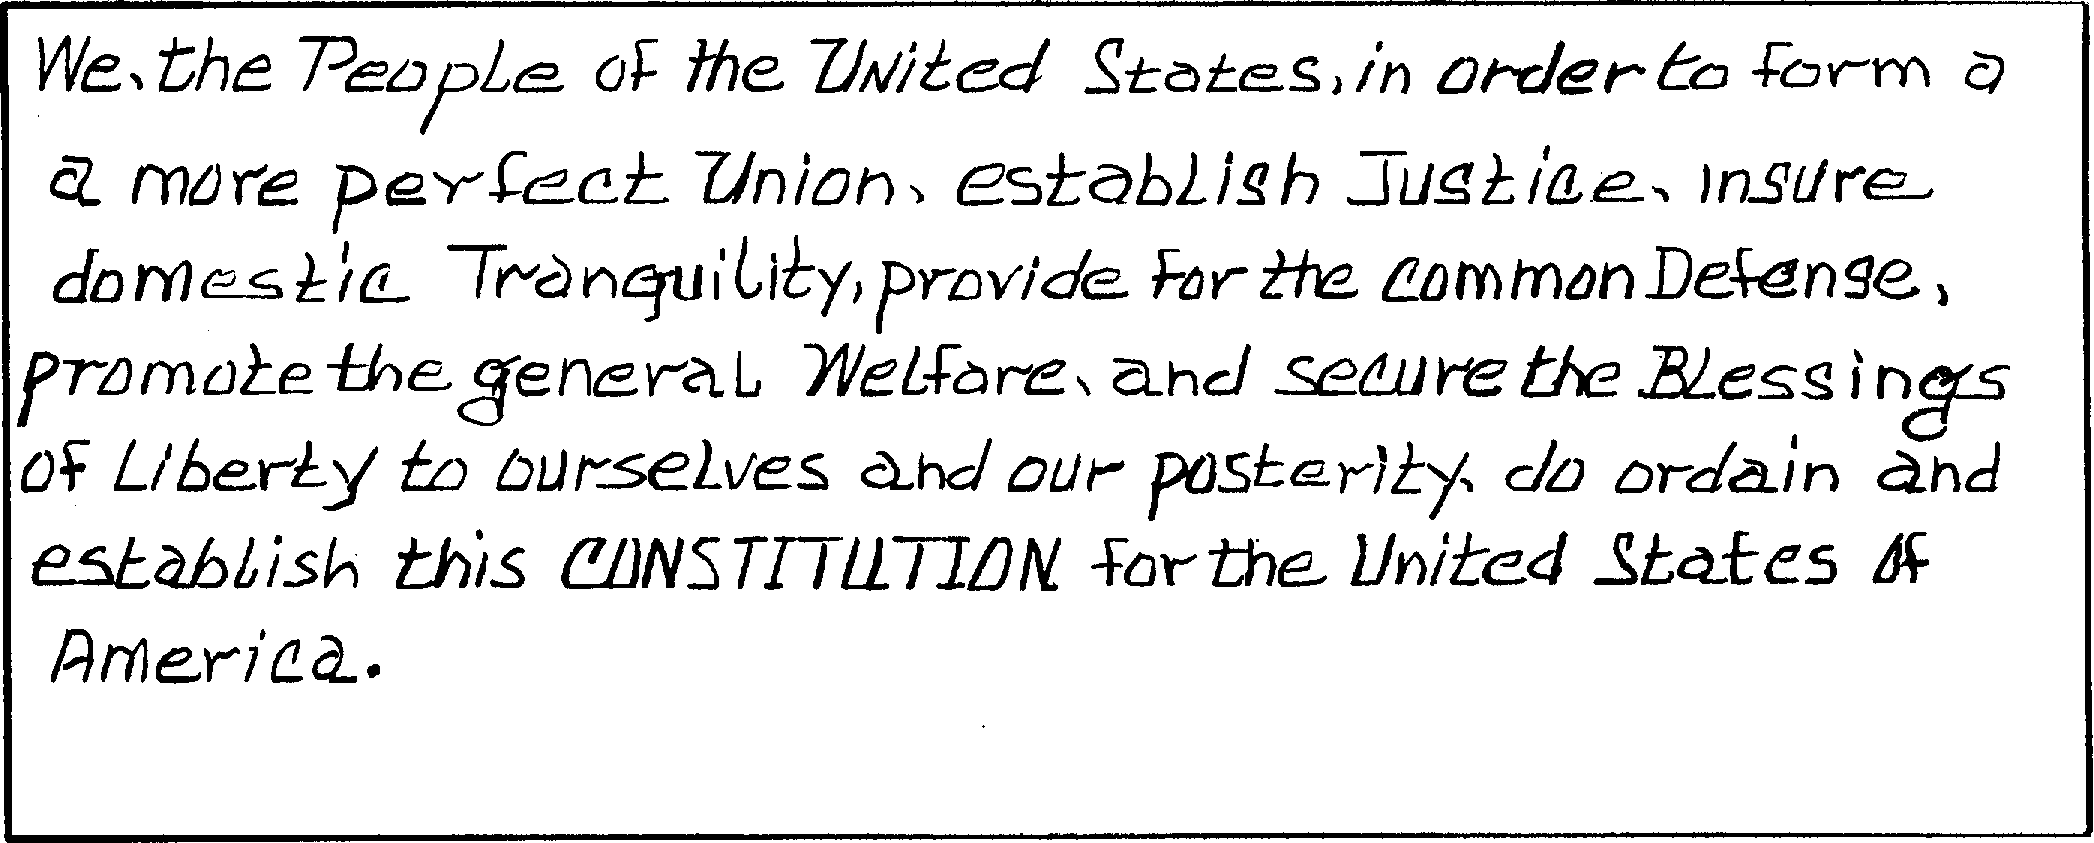 We, the People of the United States, in order to form a
a more perfect Union, establish Justice, insure
domestic Tranquility, provide for the common Defense,
promote the general Welfare, and secure the Blessings
of Liberty to ourselves and our posterity, do ordain and
establish this CONSTITUTION for the United States of
America.